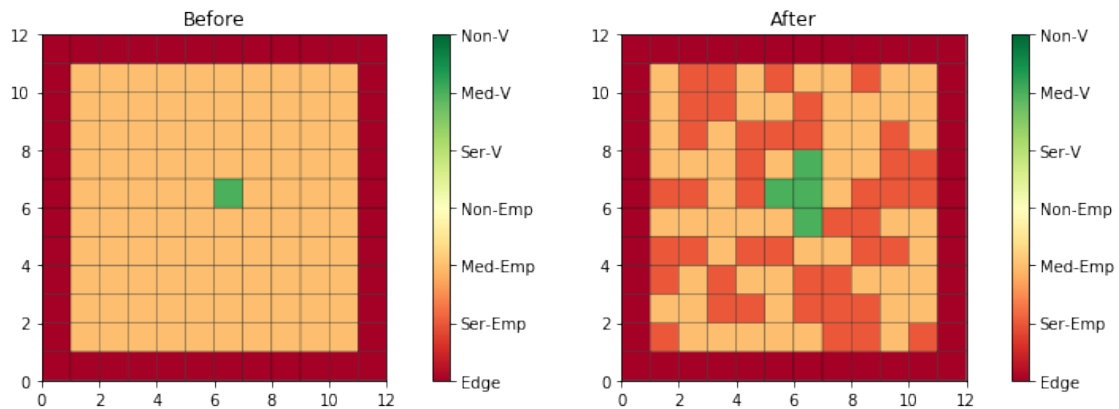 Before
12
10
8
6
4
2
0
0 2 4 6 8 10 12
Non-V
Med-V
Ser-V
Non-Emp
Med-Emp
Ser-Emp
Edge
After
12
10
8
6
4
2
0
0 2 4 6 8 10 12
Non-V
Med-V
Ser-V
Non-Emp
Med-Emp
Ser-Emp
Edge